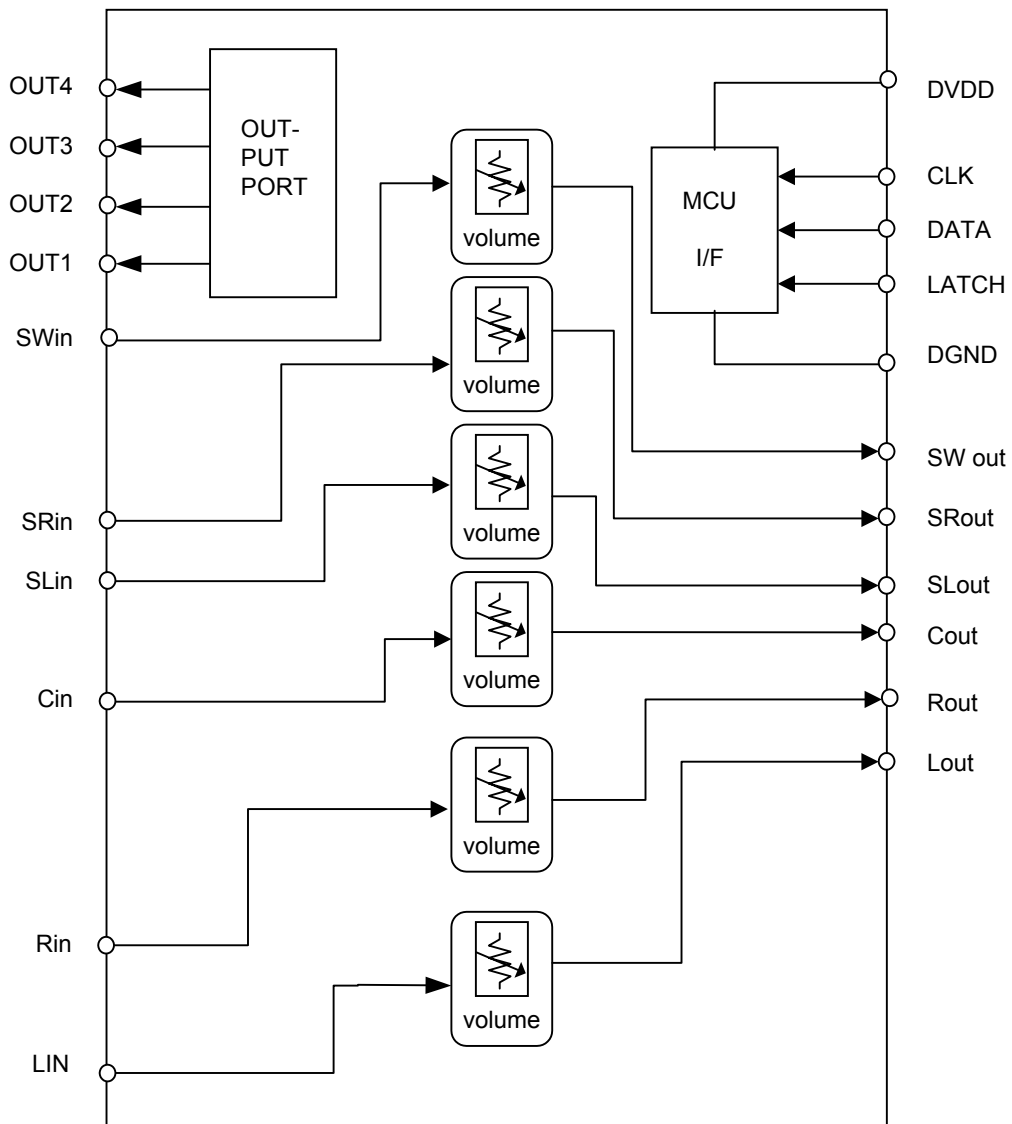 OUT4
OUT3
OUT2
OUT1
SWin
SRin
SLin
Cin
Rin
LIN
OUT-
PUT
PORT
volume
volume
volume
volume
volume
volume
MCU
I/F
DVDD
CLK
DATA
LATCH
DGND
SW out
SRout
SLout
Cout
Rout
Lout